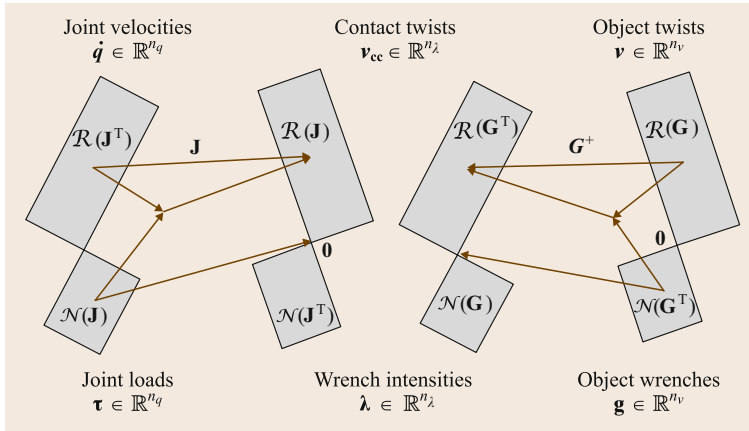 Joint velocities
q̇ ∈ ℝ^{n_q}
Contact twists
ν_cc ∈ ℝ^{n_λ}
Object twists
ν ∈ ℝ^{n_ν}
𝓡(Jᵀ)
J
𝓡(J)
𝓡(Gᵀ)
G⁺
𝓡(G)
0
0
𝓝(J)
𝓝(Jᵀ)
𝓝(G)
𝓝(Gᵀ)
Joint loads
τ ∈ ℝ^{n_q}
Wrench intensities
λ ∈ ℝ^{n_λ}
Object wrenches
g ∈ ℝ^{n_ν}